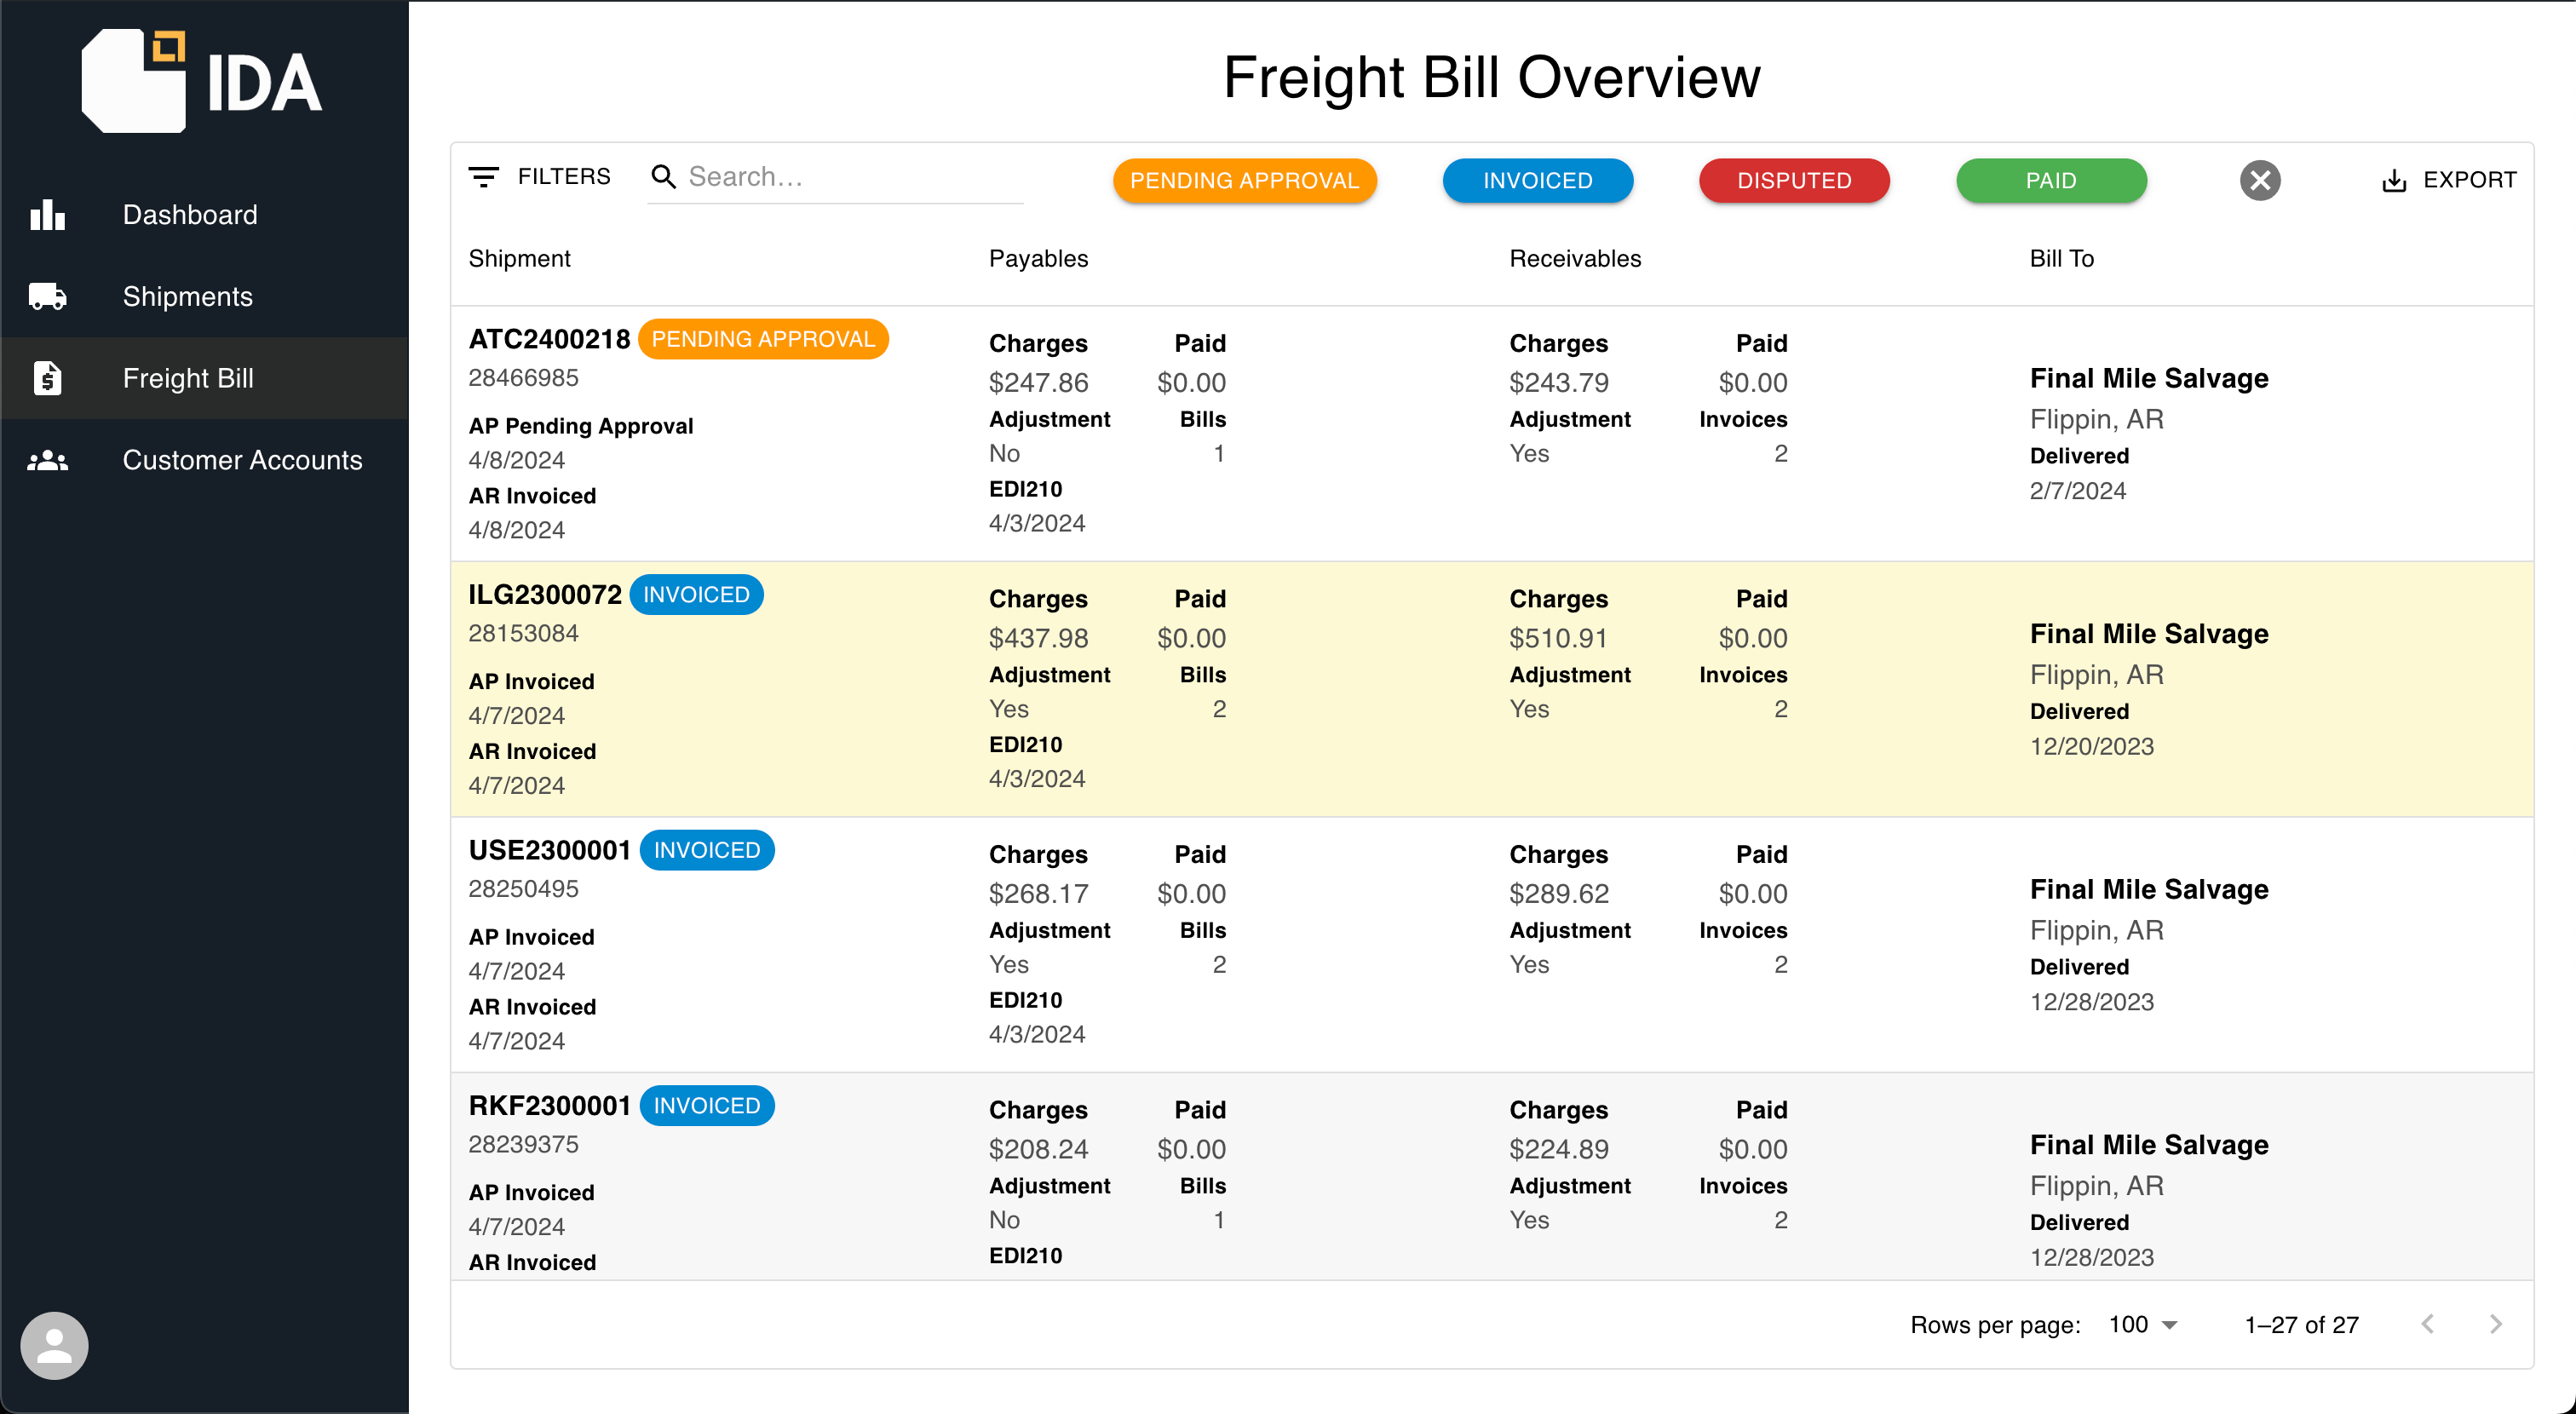 IDA
Dashboard
Shipments
Freight Bill
Customer Accounts
Freight Bill Overview
FILTERS Search... PENDING APPROVAL INVOICED DISPUTED PAID EXPORT
Shipment Payables Receivables Bill To
ATC2400218 PENDING APPROVAL
28466985
AP Pending Approval
4/8/2024
AR Invoiced
4/8/2024
Charges Paid
$247.86 $0.00
Adjustment Bills
No 1
EDI210
4/3/2024
Charges Paid
$243.79 $0.00
Adjustment Invoices
Yes 2
Final Mile Salvage
Flippin, AR
Delivered
2/7/2024
ILG2300072 INVOICED
28153084
AP Invoiced
4/7/2024
AR Invoiced
4/7/2024
Charges Paid
$437.98 $0.00
Adjustment Bills
Yes 2
EDI210
4/3/2024
Charges Paid
$510.91 $0.00
Adjustment Invoices
Yes 2
Final Mile Salvage
Flippin, AR
Delivered
12/20/2023
USE2300001 INVOICED
28250495
AP Invoiced
4/7/2024
AR Invoiced
4/7/2024
Charges Paid
$268.17 $0.00
Adjustment Bills
Yes 2
EDI210
4/3/2024
Charges Paid
$289.62 $0.00
Adjustment Invoices
Yes 2
Final Mile Salvage
Flippin, AR
Delivered
12/28/2023
RKF2300001 INVOICED
28239375
AP Invoiced
4/7/2024
AR Invoiced
Charges Paid
$208.24 $0.00
Adjustment Bills
No 1
EDI210
Charges Paid
$224.89 $0.00
Adjustment Invoices
Yes 2
Final Mile Salvage
Flippin, AR
Delivered
12/28/2023
Rows per page: 100 1–27 of 27